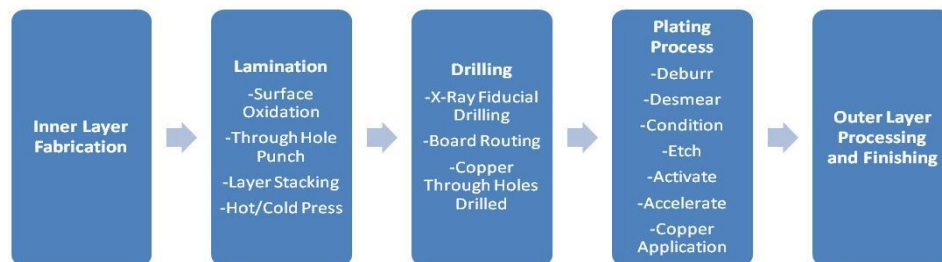 Inner Layer
Fabrication
Lamination
-Surface
Oxidation
-Through Hole
Punch
-Layer Stacking
-Hot/Cold Press
Drilling
-X-Ray Fiducial
Drilling
-Board Routing
-Copper
Through Holes
Drilled
Plating
Process
-Deburr
-Desmear
-Condition
-Etch
-Activate
-Accelerate
-Copper
Application
Outer Layer
Processing
and Finishing